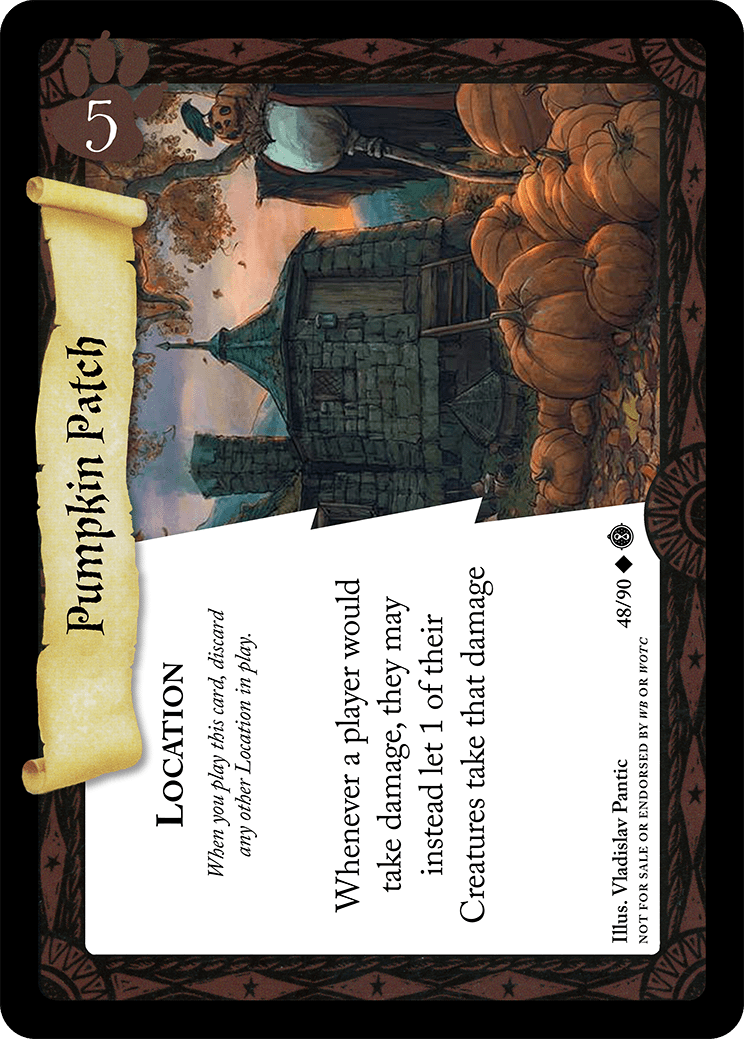 5
Pumpkin Patch
LOCATION
When you play this card, discard
any other Location in play.
Whenever a player would
take damage, they may
instead let 1 of their
Creatures take that damage
Illus. Vladislav Pantic
48/90
NOT FOR SALE OR ENDORSED BY WB OR WOTC